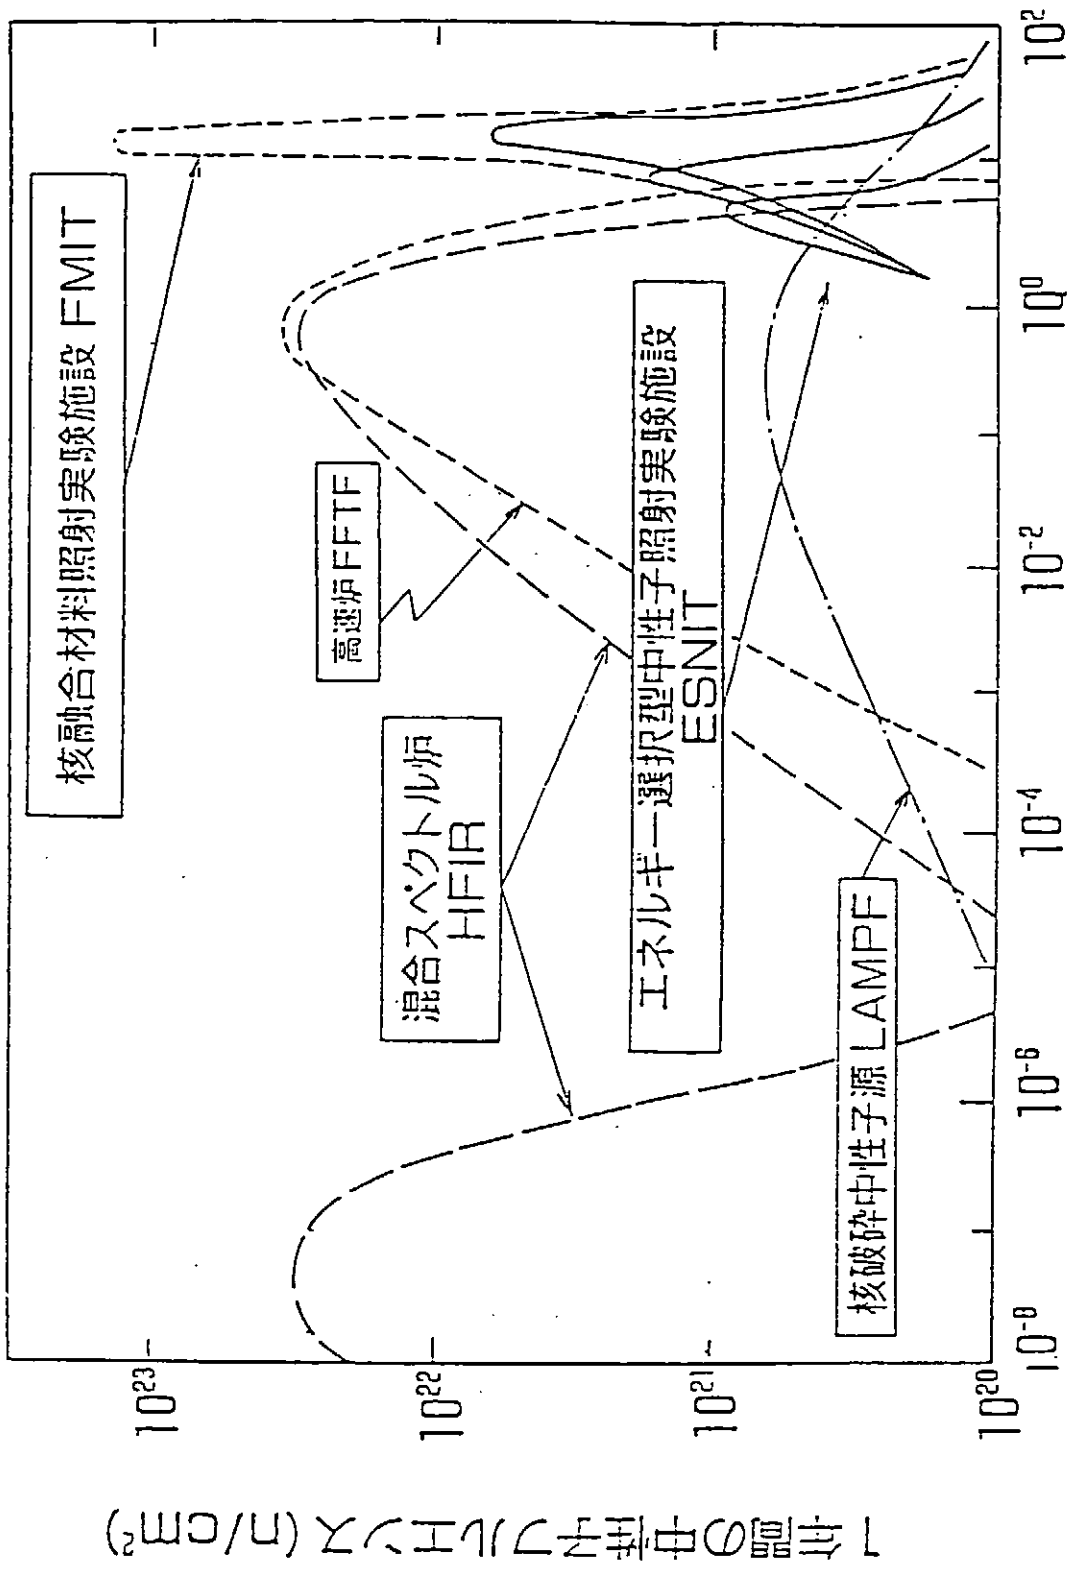 1年間の中性子フルエンス (n/cm²)
10²³
10²²
10²¹
10²⁰
核融合材料照射実験施設 FMIT
高速炉FFTF
混合スペクトル炉
HFIR
エネルギー選択型中性子照射実験施設
ESNIT
核破砕中性子源 LAMPF
10⁻⁸
10⁻⁶
10⁻⁴
10⁻²
10⁰
10²